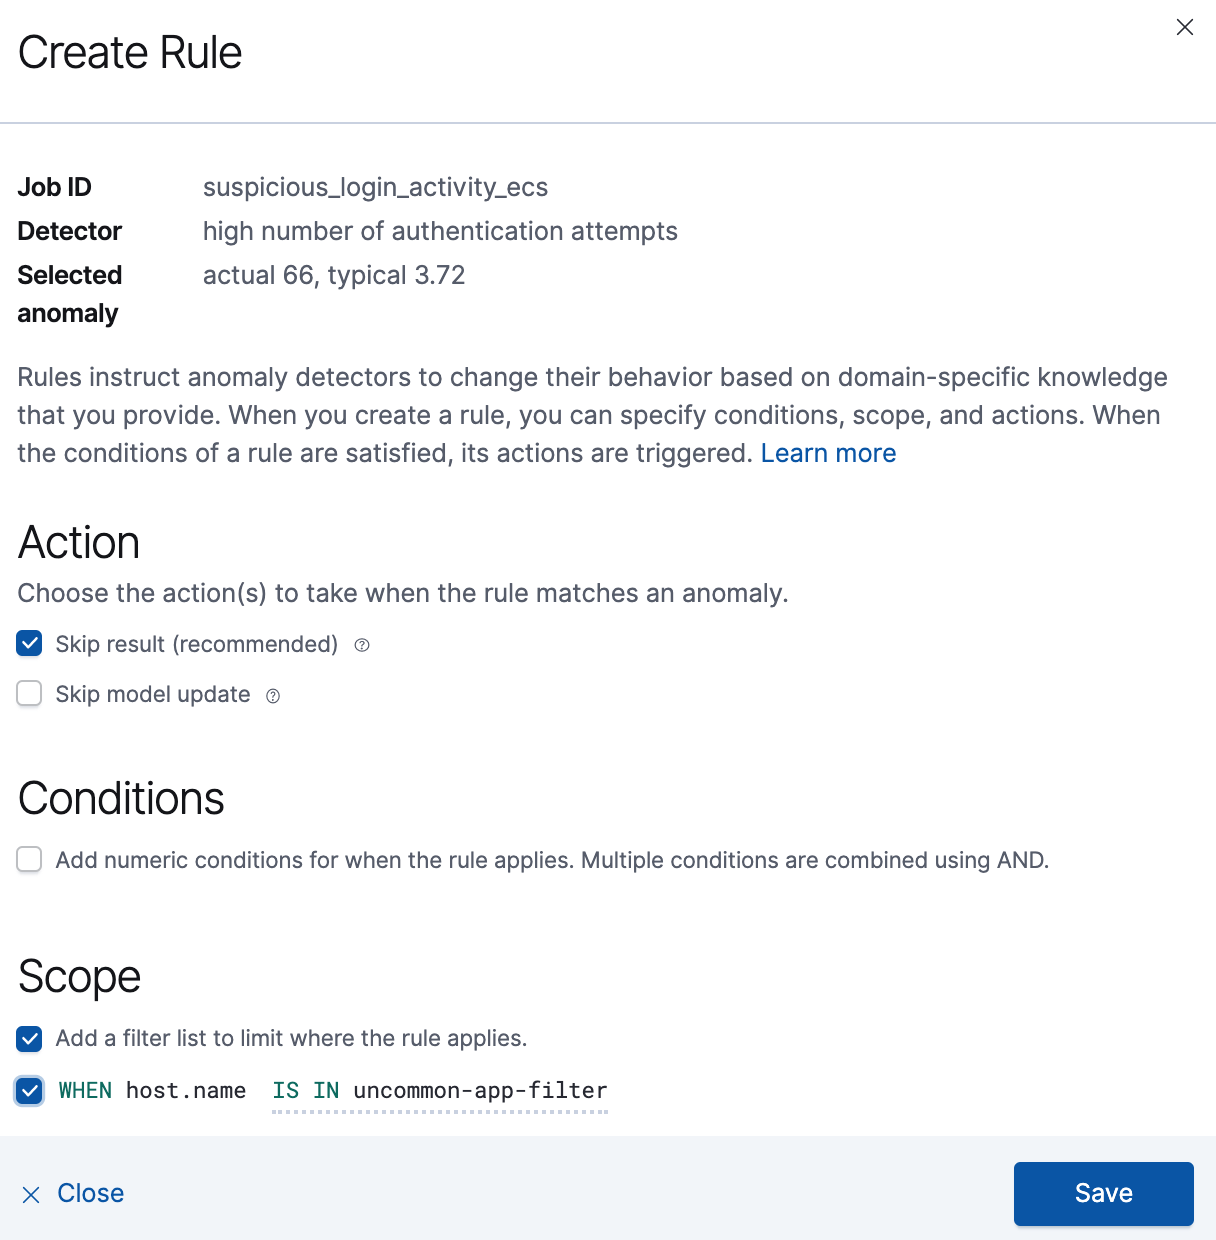 Create Rule
Job ID suspicious_login_activity_ecs
Detector high number of authentication attempts
Selected anomaly actual 66, typical 3.72
Rules instruct anomaly detectors to change their behavior based on domain-specific knowledge
that you provide. When you create a rule, you can specify conditions, scope, and actions. When
the conditions of a rule are satisfied, its actions are triggered. Learn more
Action
Choose the action(s) to take when the rule matches an anomaly.
Skip result (recommended)
Skip model update
Conditions
Add numeric conditions for when the rule applies. Multiple conditions are combined using AND.
Scope
Add a filter list to limit where the rule applies.
WHEN host.name IS IN uncommon-app-filter
Close
Save